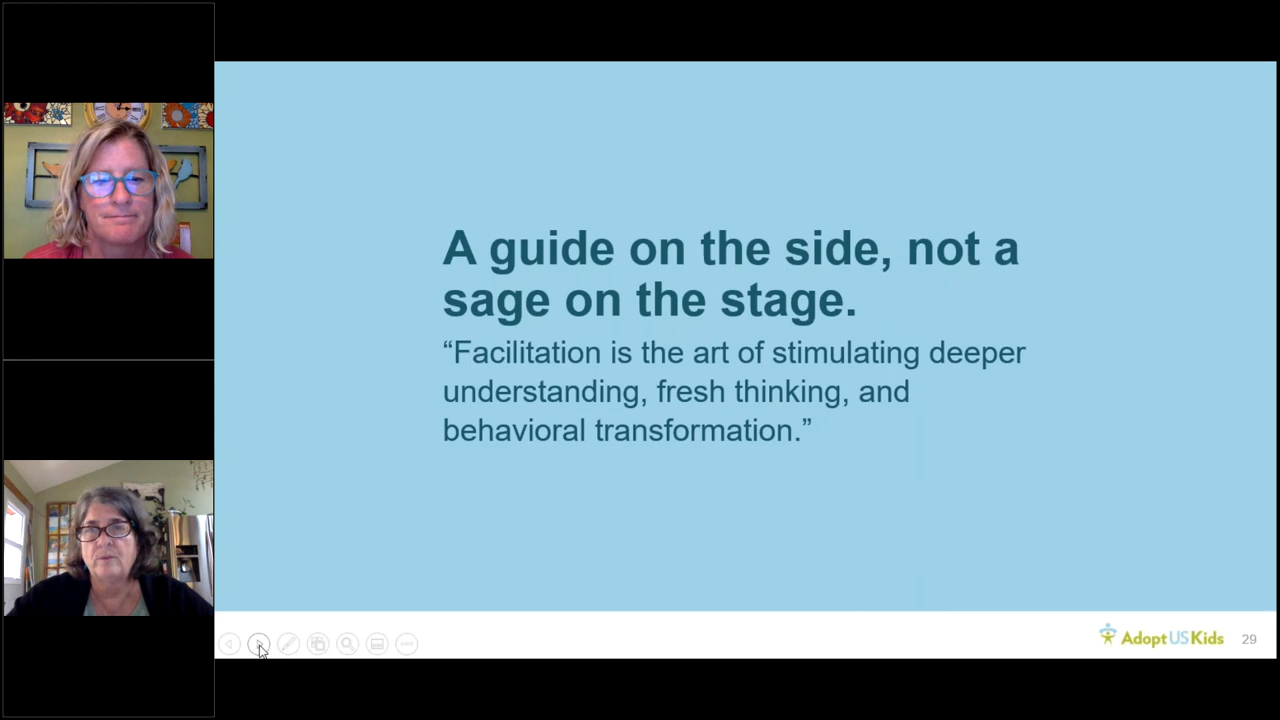 A guide on the side, not a
sage on the stage.
“Facilitation is the art of stimulating deeper
understanding, fresh thinking, and
behavioral transformation.”
AdoptUSKids 29